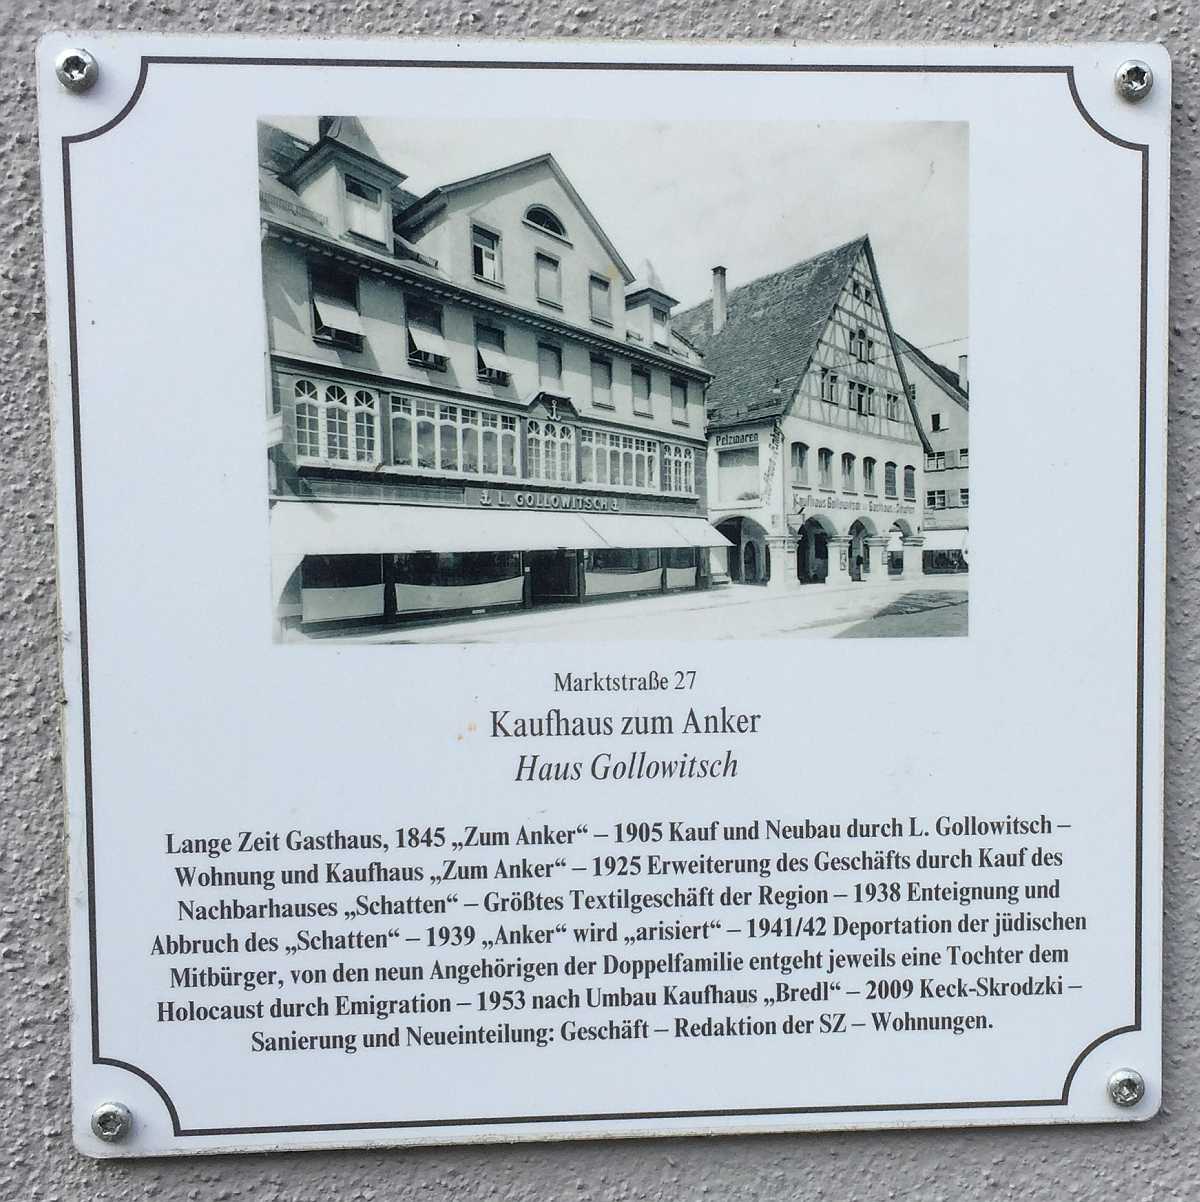 Pelzwaren
L. GOLLOWITSCH
Kaufhaus Gollowitsch Gasthaus z. Schatten
Marktstraße 27
Kaufhaus zum Anker
Haus Gollowitsch
Lange Zeit Gasthaus, 1845 „Zum Anker“ – 1905 Kauf und Neubau durch L. Gollowitsch –
Wohnung und Kaufhaus „Zum Anker“ – 1925 Erweiterung des Geschäfts durch Kauf des
Nachbarhauses „Schatten“ – Größtes Textilgeschäft der Region – 1938 Enteignung und
Abbruch des „Schatten“ – 1939 „Anker“ wird „arisiert“ – 1941/42 Deportation der jüdischen
Mitbürger, von den neun Angehörigen der Doppelfamilie entgeht jeweils eine Tochter dem
Holocaust durch Emigration – 1953 nach Umbau Kaufhaus „Bredl“ – 2009 Keck-Skrodzki –
Sanierung und Neueinteilung: Geschäft – Redaktion der SZ – Wohnungen.